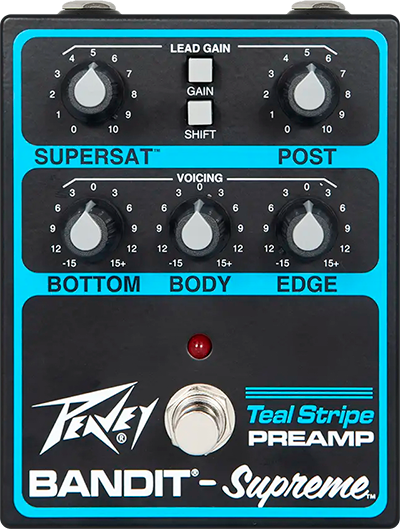 LEAD GAIN
0 1 2 3 4 5 6 7 8 9 10
GAIN
SHIFT
0 1 2 3 4 5 6 7 8 9 10
SUPERSAT™ POST
VOICING
-15 12 9 6 3 0 3 6 9 12 15+
-15 12 9 6 3 0 3 6 9 12 15+
-15 12 9 6 3 0 3 6 9 12 15+
BOTTOM BODY EDGE
PEAVEY®
Teal Stripe
PREAMP
BANDIT®-Supreme™